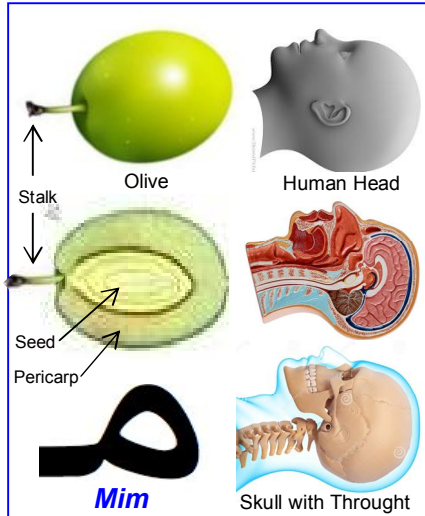 Olive
Human Head
Stalk
Seed
Pericarp
Mim
Skull with Throught